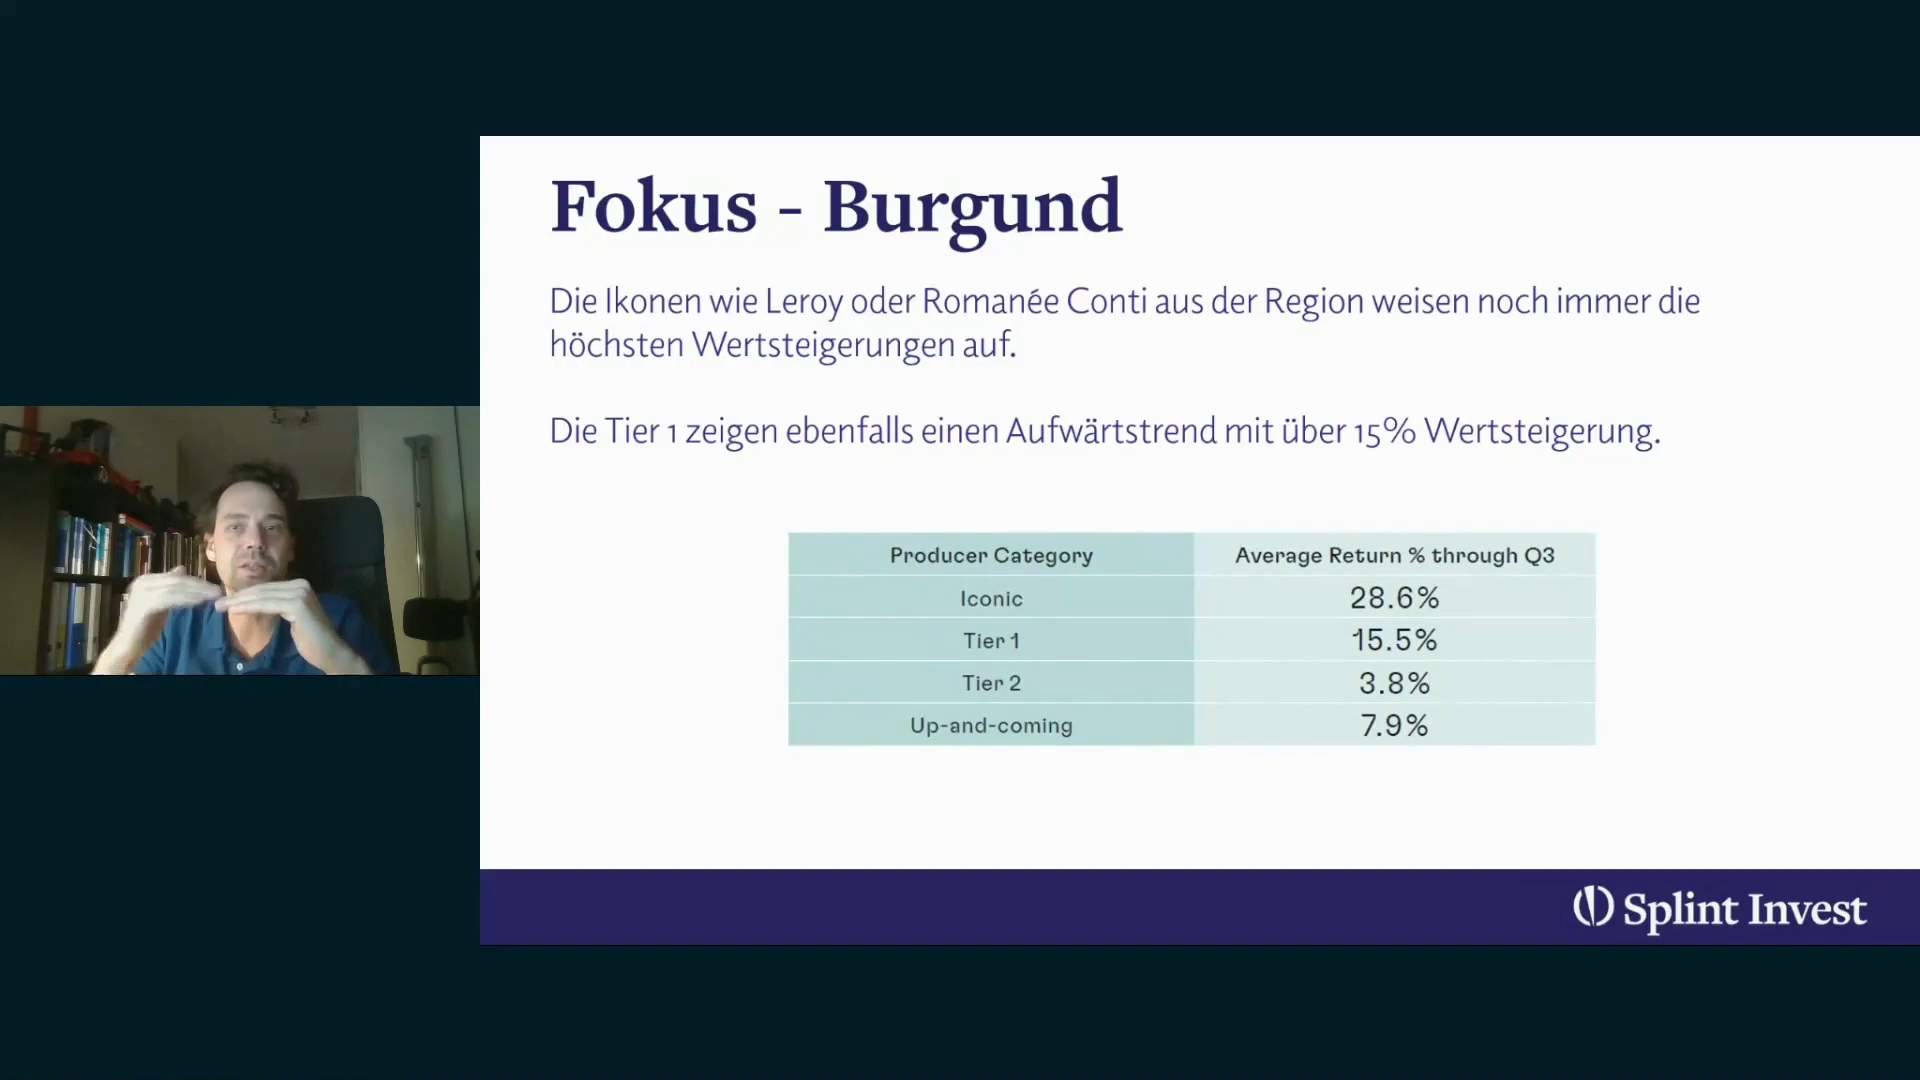 Fokus - Burgund
Die Ikonen wie Leroy oder Romanée Conti aus der Region weisen noch immer die
höchsten Wertsteigerungen auf.
Die Tier 1 zeigen ebenfalls einen Aufwärtstrend mit über 15% Wertsteigerung.
Producer Category Average Return % through Q3
Iconic 28.6%
Tier 1 15.5%
Tier 2 3.8%
Up-and-coming 7.9%
Splint Invest